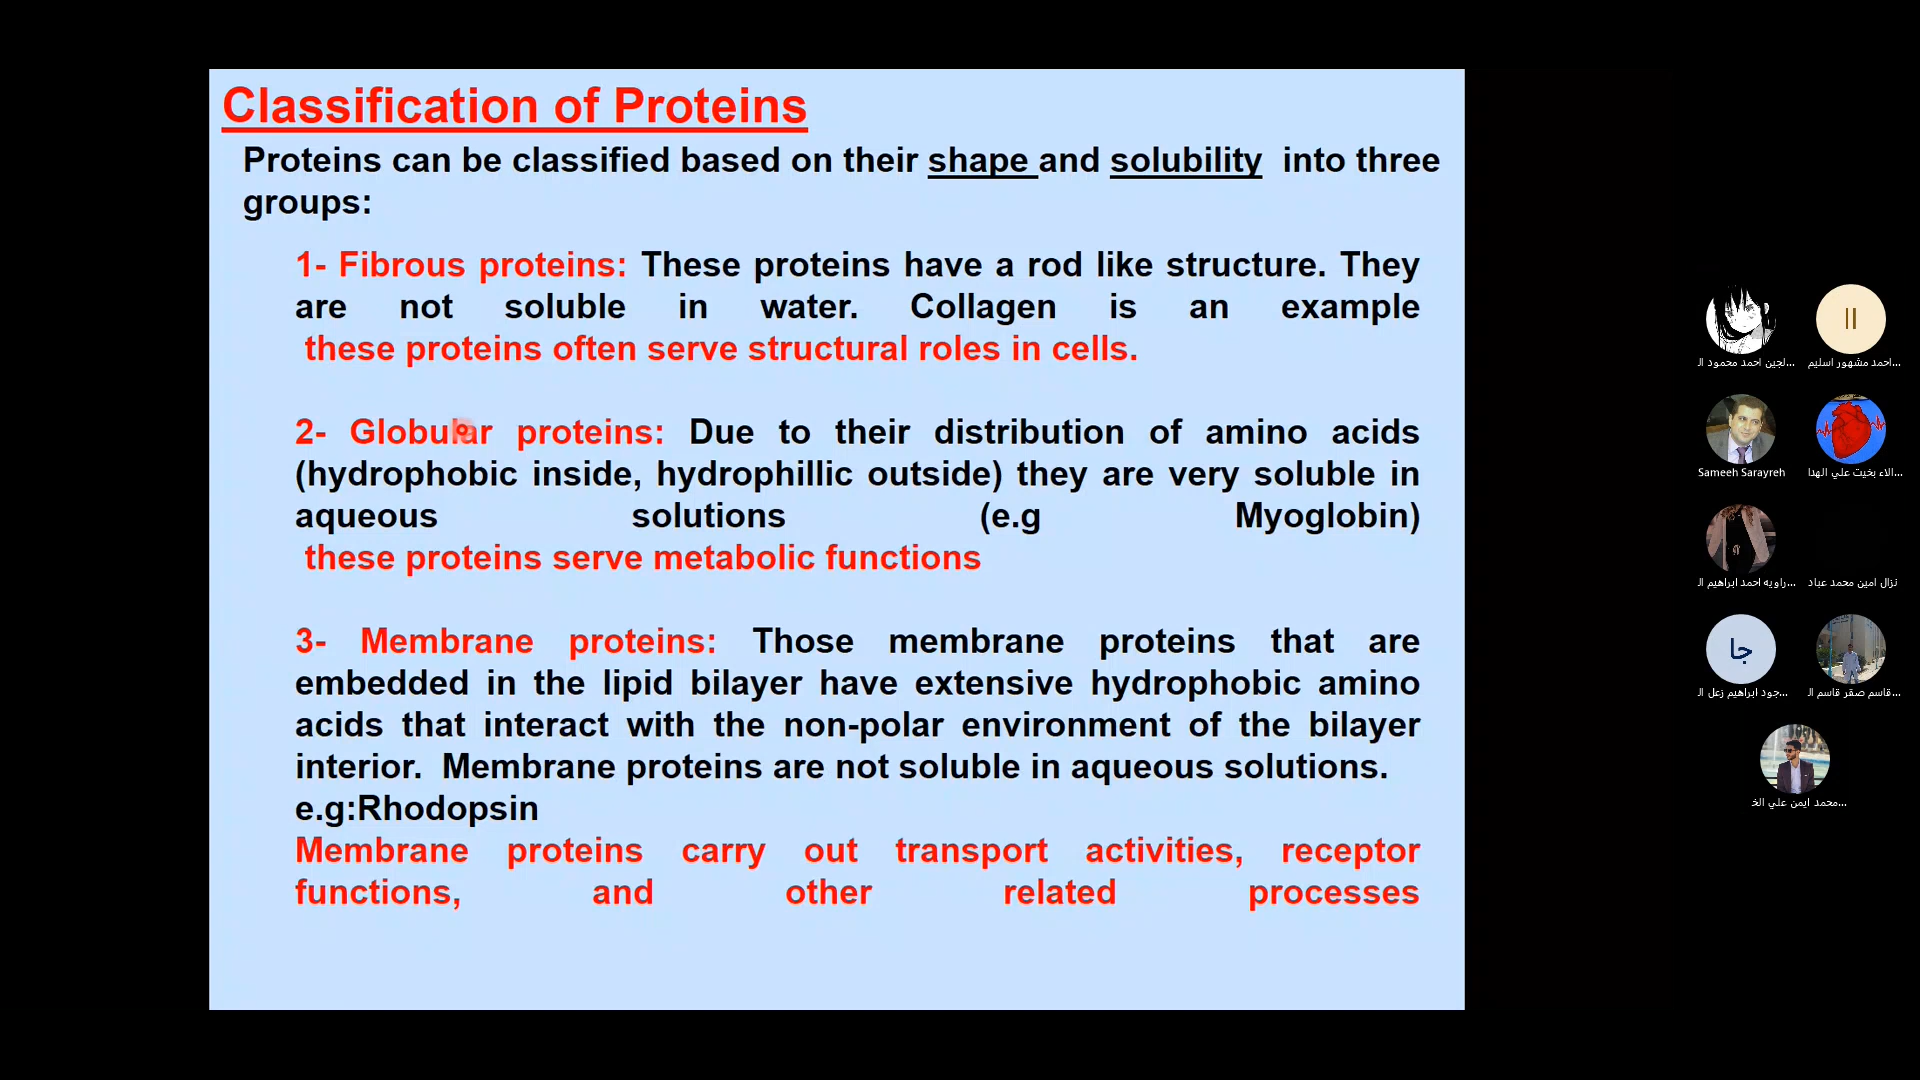 Classification of Proteins
Proteins can be classified based on their shape and solubility into three
groups:
1- Fibrous proteins: These proteins have a rod like structure. They
are not soluble in water. Collagen is an example
these proteins often serve structural roles in cells.
2- Globular proteins: Due to their distribution of amino acids
(hydrophobic inside, hydrophillic outside) they are very soluble in
aqueous solutions (e.g Myoglobin)
these proteins serve metabolic functions
3- Membrane proteins: Those membrane proteins that are
embedded in the lipid bilayer have extensive hydrophobic amino
acids that interact with the non-polar environment of the bilayer
interior. Membrane proteins are not soluble in aqueous solutions.
e.g:Rhodopsin
Membrane proteins carry out transport activities, receptor
functions, and other related processes
اا
لجين احمد محمود ال...
احمد مشهور اسليم...
Sameeh Sarayreh
الاء بخيت علي الهدا...
راويه احمد ابراهيم ال...
نزال امين محمد عباد
جا
جود ابراهيم زعل ال...
قاسم صقر قاسم ال...
محمد ايمن علي الخ...